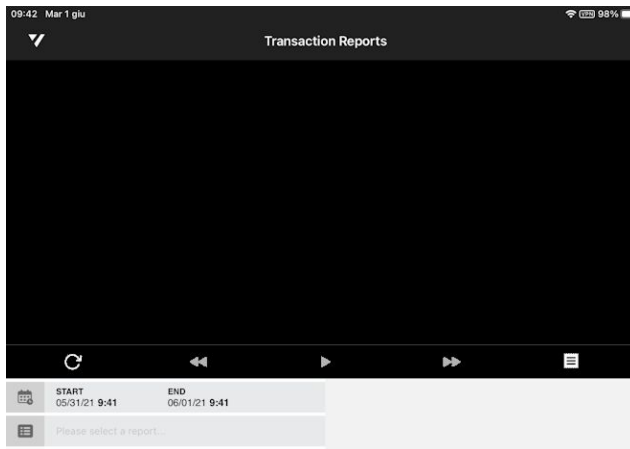 09:42 Mar 1 giu VPN 98%
Transaction Reports
START END
05/31/21 9:41 06/01/21 9:41
Please select a report...